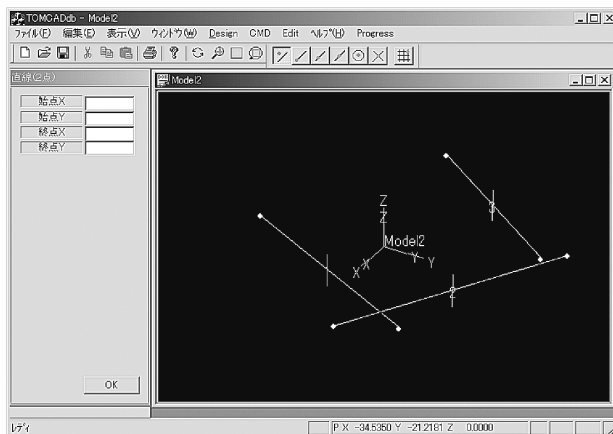 TOMCADdb - Model2
ファイル(F) 編集(E) 表示(V) ウィンドウ(W) Design CMD Edit ヘルプ(H) Progress
直線(2点)
始点X
始点Y
終点X
終点Y
OK
Model2
Z
Z
Model2
X
X
Y
Y
3
2
レディ
P X -34.5350 Y -21.2181 Z 0.0000